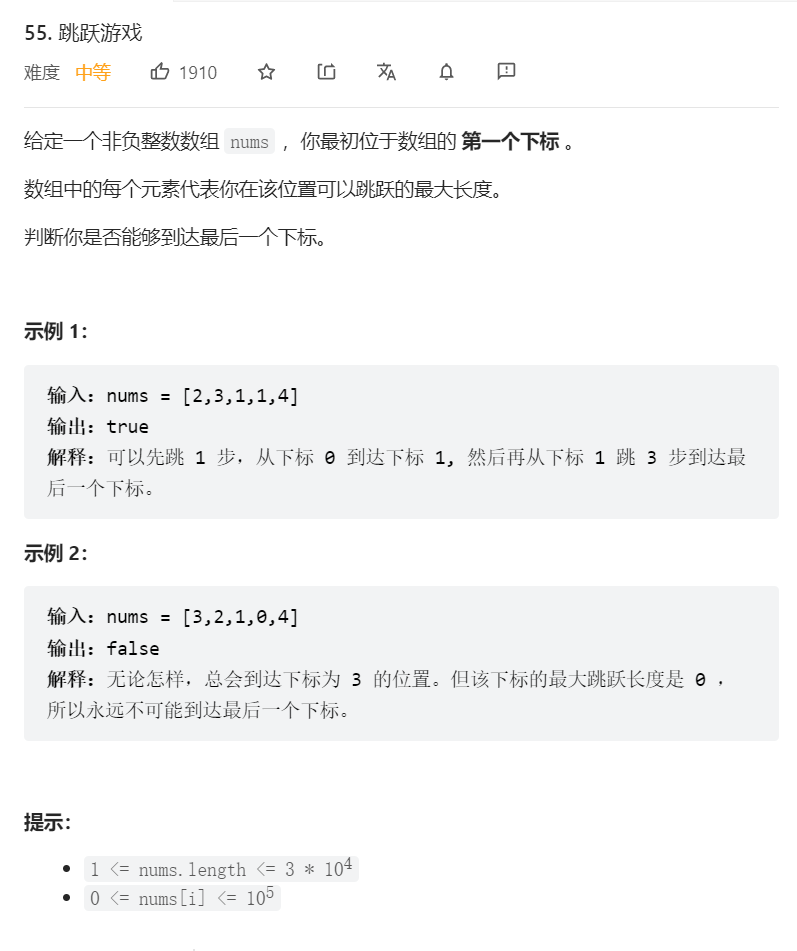 55. 跳跃游戏
难度 中等 1910
给定一个非负整数数组 nums ，你最初位于数组的 第一个下标 。
数组中的每个元素代表你在该位置可以跳跃的最大长度。
判断你是否能够到达最后一个下标。
示例 1：
输入：nums = [2,3,1,1,4]
输出：true
解释：可以先跳 1 步，从下标 0 到达下标 1, 然后再从下标 1 跳 3 步到达最
后一个下标。
示例 2：
输入：nums = [3,2,1,0,4]
输出：false
解释：无论怎样，总会到达下标为 3 的位置。但该下标的最大跳跃长度是 0 ，
所以永远不可能到达最后一个下标。
提示：
1 <= nums.length <= 3 * 10⁴
0 <= nums[i] <= 10⁵